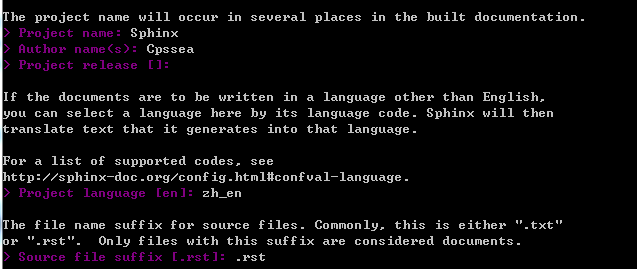 The project name will occur in several places in the built documentation.
> Project name: Sphinx
> Author name(s): Cpssea
> Project release []:
If the documents are to be written in a language other than English,
you can select a language here by its language code. Sphinx will then
translate text that it generates into that language.
For a list of supported codes, see
http://sphinx-doc.org/config.html#confval-language.
> Project language [en]: zh_en
The file name suffix for source files. Commonly, this is either ".txt"
or ".rst".  Only files with this suffix are considered documents.
> Source file suffix [.rst]: .rst